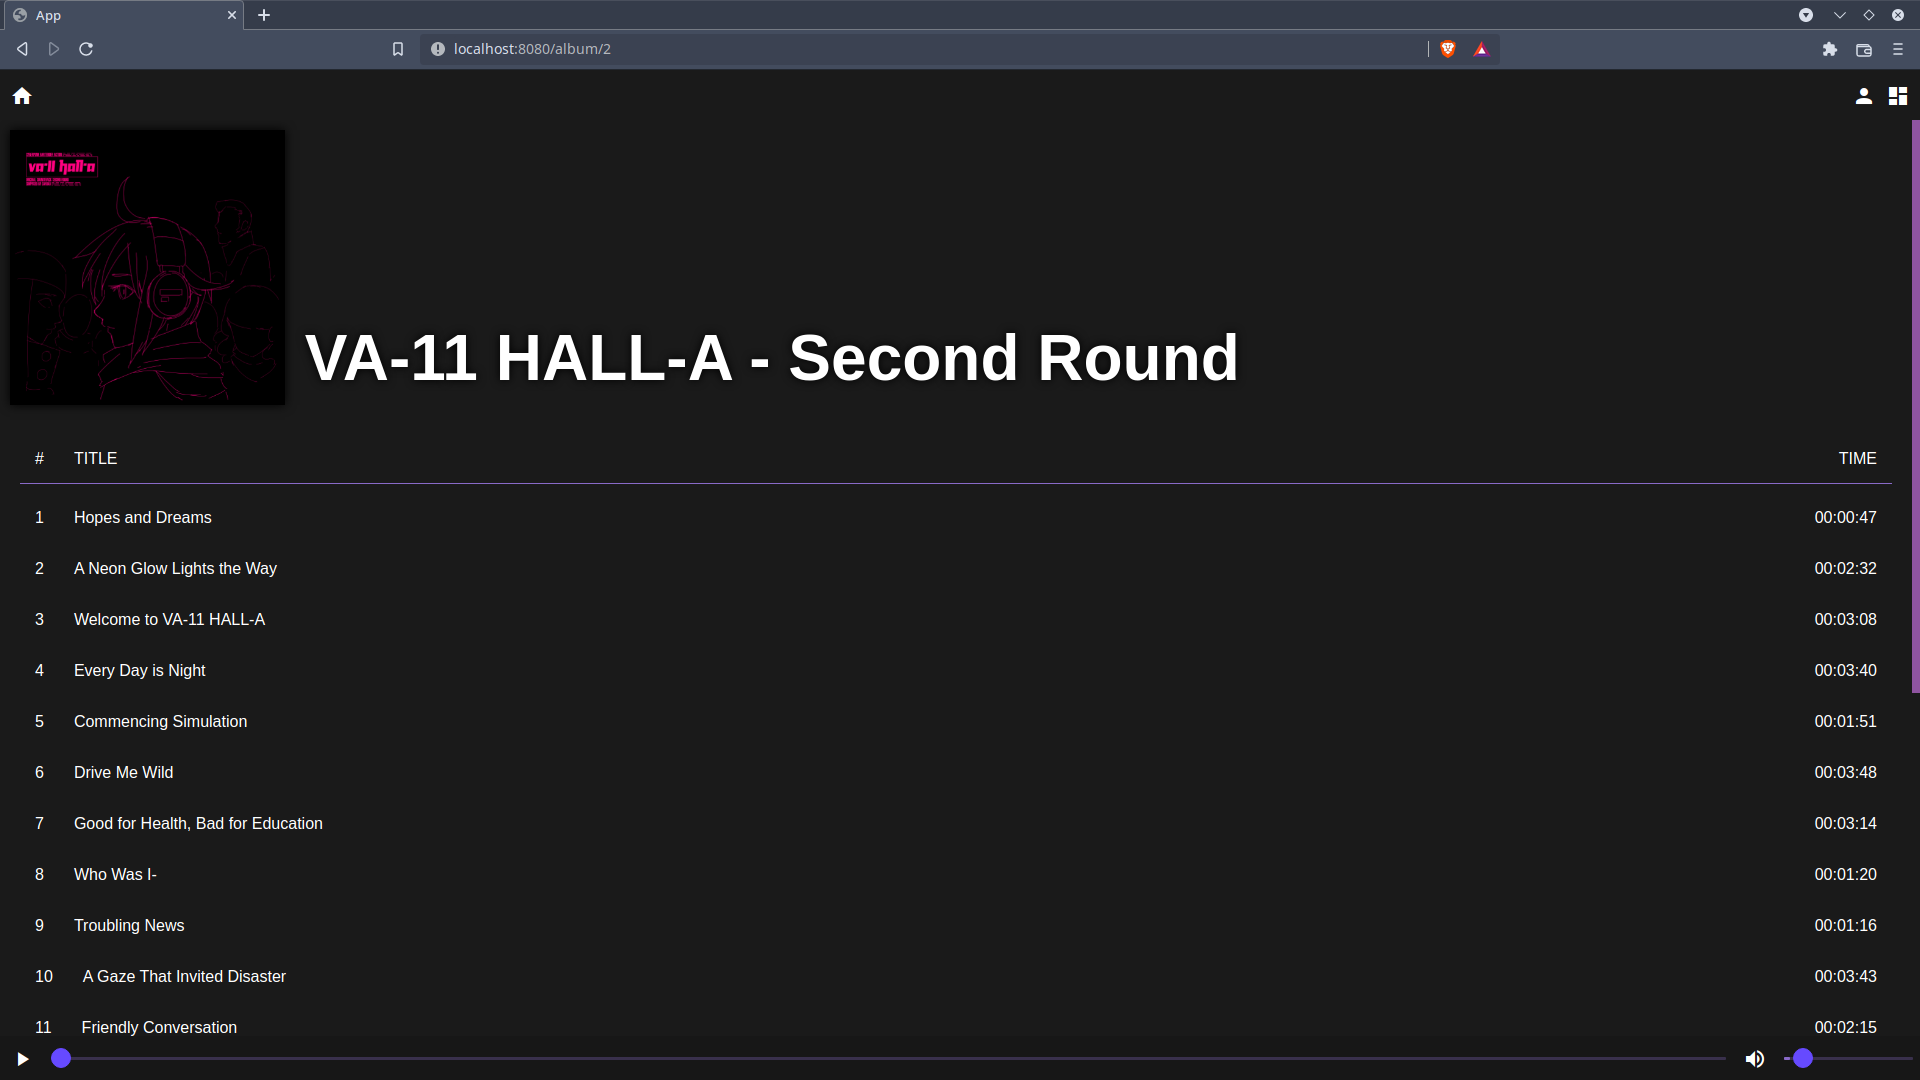 App
localhost:8080/album/2
va-11 hall-a
VA-11 HALL-A - Second Round
# TITLE TIME
1 Hopes and Dreams 00:00:47
2 A Neon Glow Lights the Way 00:02:32
3 Welcome to VA-11 HALL-A 00:03:08
4 Every Day is Night 00:03:40
5 Commencing Simulation 00:01:51
6 Drive Me Wild 00:03:48
7 Good for Health, Bad for Education 00:03:14
8 Who Was I- 00:01:20
9 Troubling News 00:01:16
10 A Gaze That Invited Disaster 00:03:43
11 Friendly Conversation 00:02:15